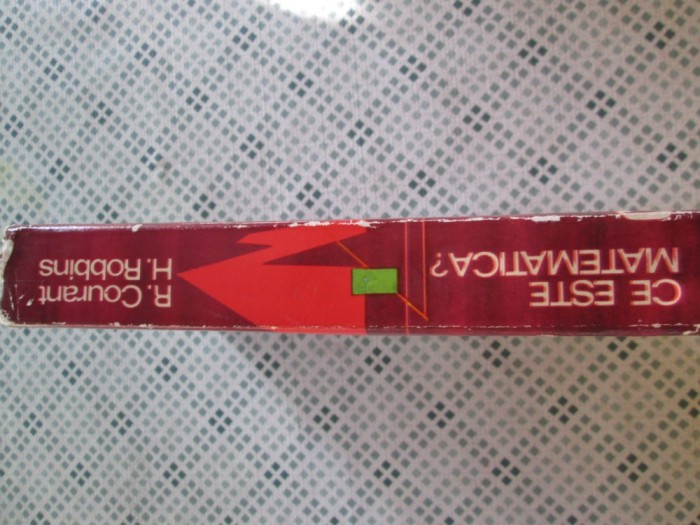 CE ESTE
MATEMATICA?
R. Courant
H. Robbins